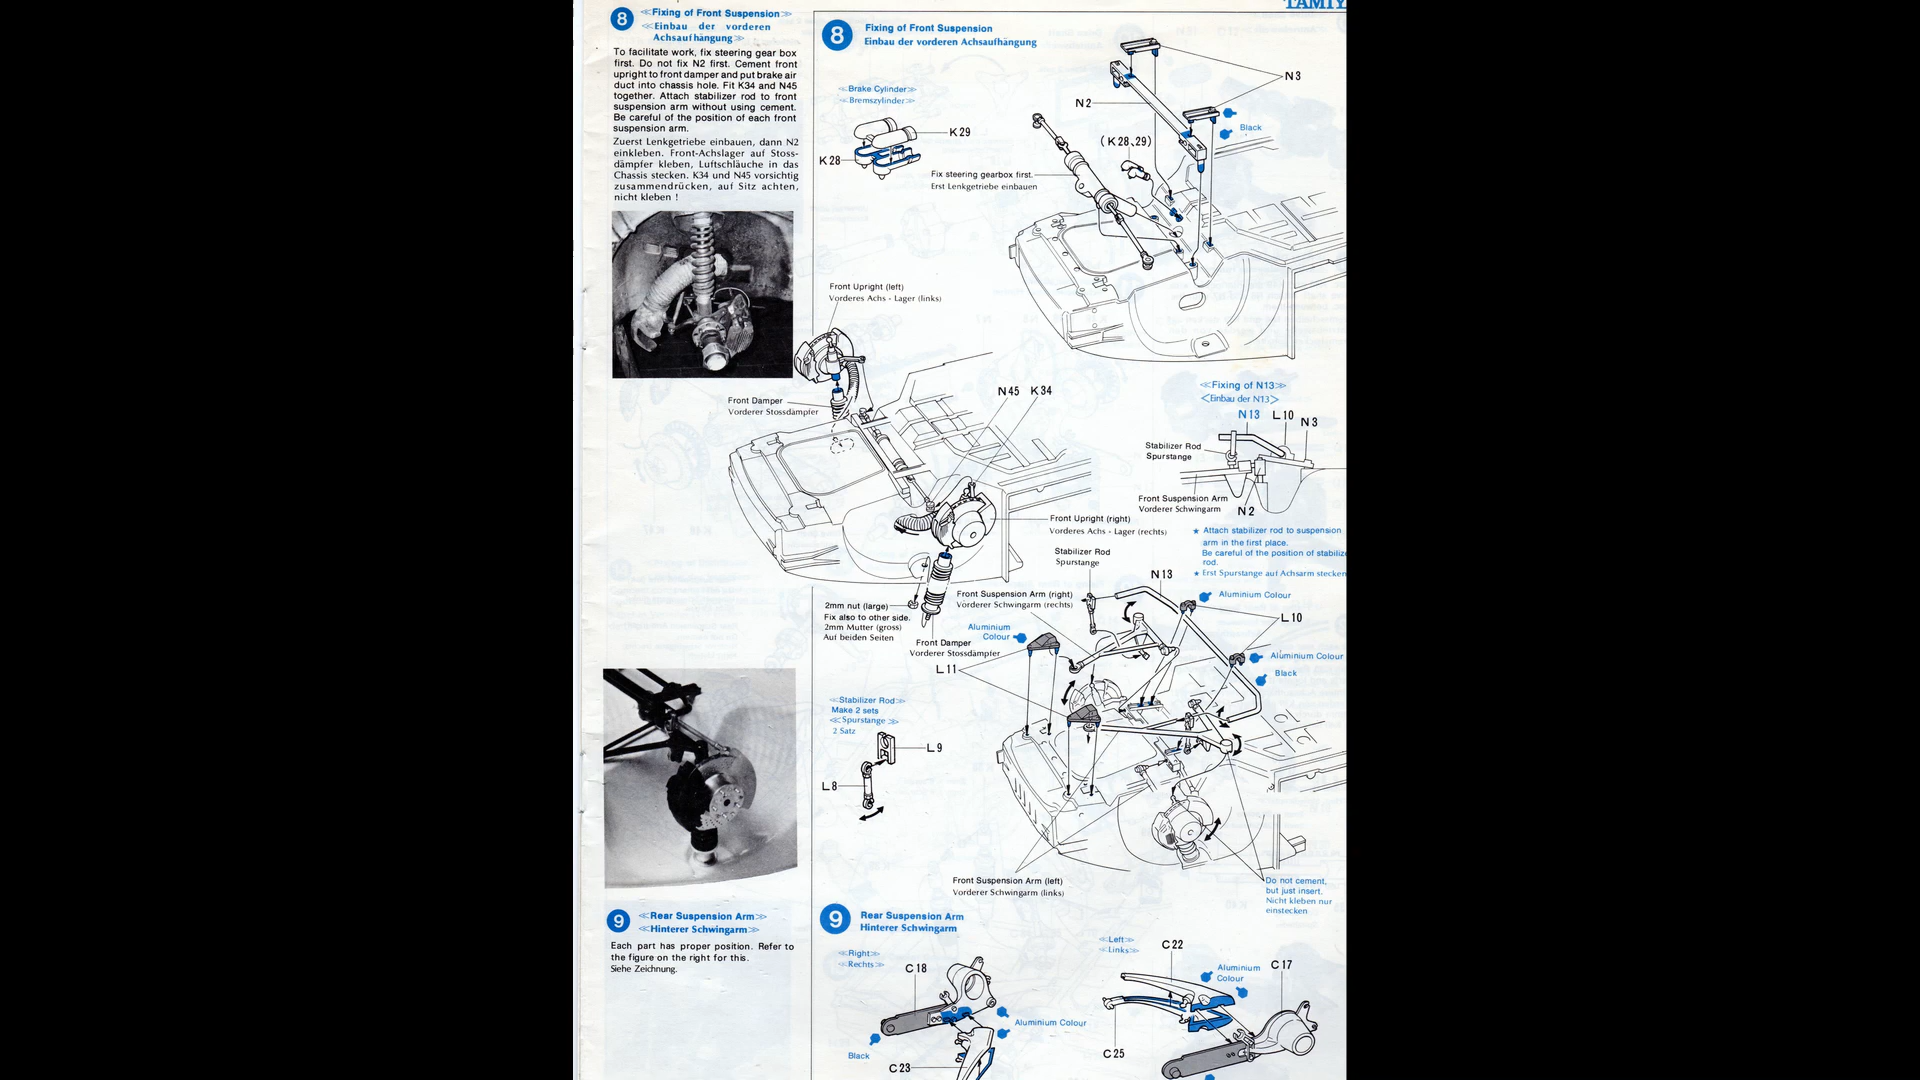 TAMIY
8 ≪Fixing of Front Suspension≫
≪Einbau der vorderen
Achsaufhängung≫
To facilitate work, fix steering gear box
first. Do not fix N2 first. Cement front
upright to front damper and put brake air
duct into chassis hole. Fit K34 and N45
together. Attach stabilizer rod to front
suspension arm without using cement.
Be careful of the position of each front
suspension arm.
Zuerst Lenkgetriebe einbauen, dann N2
einkleben. Front-Achslager auf Stoss-
dämpfer kleben, Luftschläuche in das
Chassis stecken. K34 und N45 vorsichtig
zusammendrücken, auf Sitz achten,
nicht kleben !
8 Fixing of Front Suspension
Einbau der vorderen Achsaufhängung
≪Brake Cylinder≫
≪Bremszylinder≫
K29
K28
N3
N2
Black
(K28、29)
Fix steering gearbox first.
Erst Lenkgetriebe einbauen
Front Upright (left)
Vorderes Achs - Lager (links)
Front Damper
Vorderer Stossdämpfer
N45 K34
≪Fixing of N13≫
<Einbau der N13>
N13 L10 N3
Stabilizer Rod
Spurstange
Front Suspension Arm
Vorderer Schwingarm
N2
★ Attach stabilizer rod to suspension
arm in the first place.
Be careful of the position of stabilize
rod.
★ Erst Spurstange auf Achsarm stecken
Front Upright (right)
Vorderes Achs - Lager (rechts)
Stabilizer Rod
Spurstange
N13
Front Suspension Arm (right)
Vorderer Schwingarm (rechts)
Aluminium Colour
L10
2mm nut (large)
Fix also to other side.
2mm Mutter (gross)
Auf beiden Seiten
Front Damper
Vorderer Stossdämpfer
Aluminium
Colour
L11
Aluminium Colour
Black
≪Stabilizer Rod≫
Make 2 sets
≪Spurstange≫
2 Satz
L9
L8
Front Suspension Arm (left)
Vorderer Schwingarm (links)
Do not cement,
but just insert.
Nicht kleben nur
einstecken
9 ≪Rear Suspension Arm≫
≪Hinterer Schwingarm≫
Each part has proper position. Refer to
the figure on the right for this.
Siehe Zeichnung.
9 Rear Suspension Arm
Hinterer Schwingarm
≪Right≫
≪Rechts≫
C18
Aluminium Colour
Black
C23
≪Left≫
≪Links≫
C22
Aluminium
Colour
C17
C25